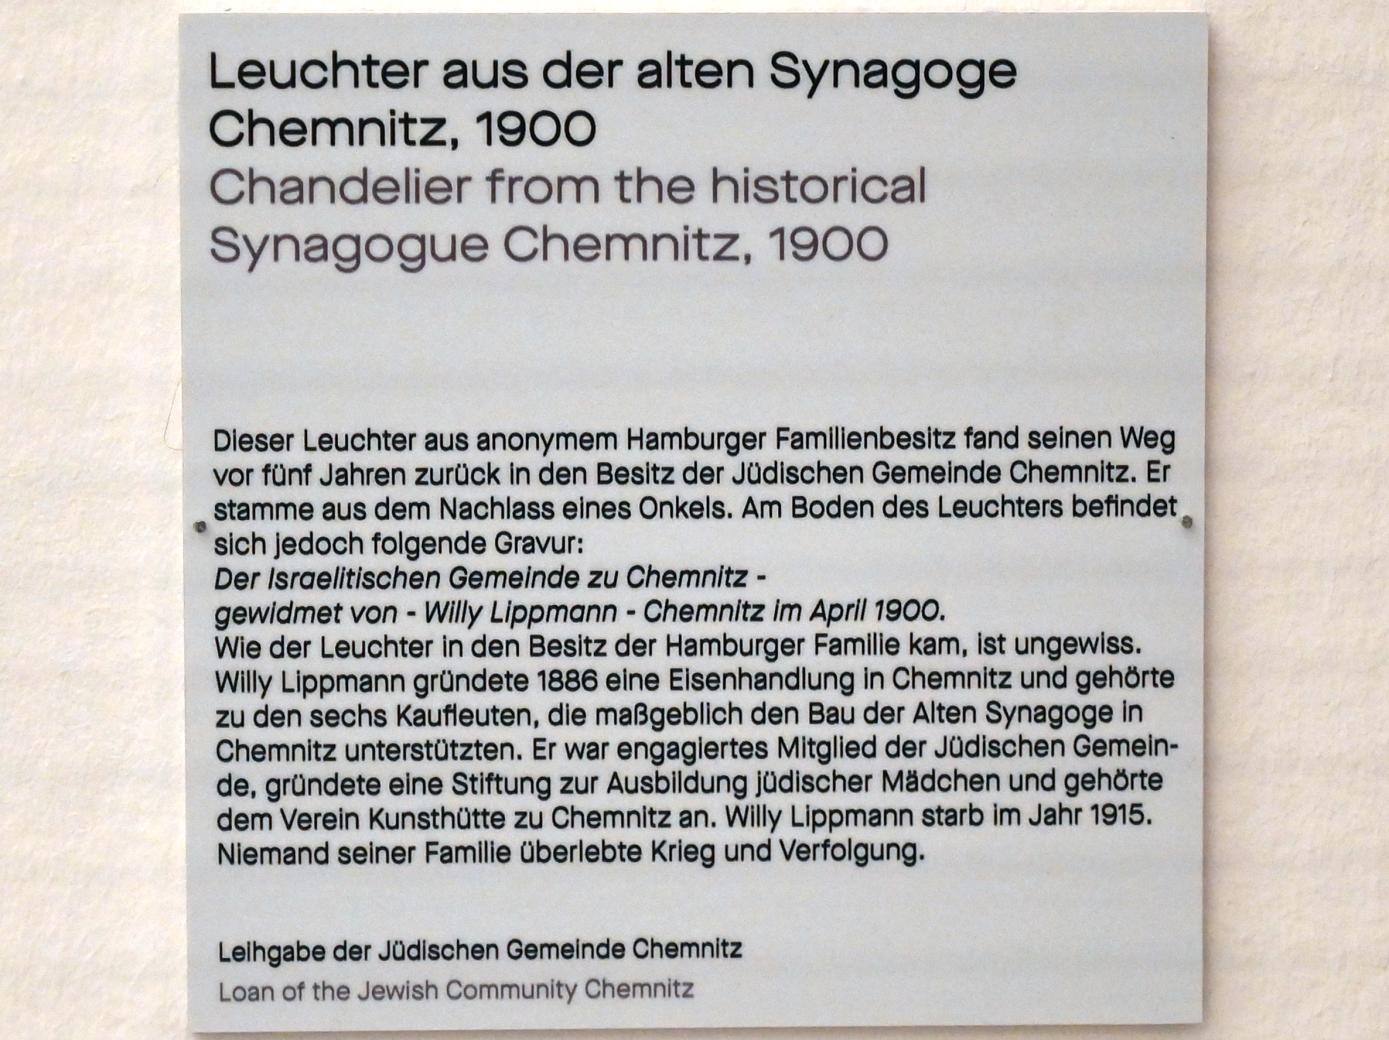 Leuchter aus der alten Synagoge
Chemnitz, 1900
Chandelier from the historical
Synagogue Chemnitz, 1900
Dieser Leuchter aus anonymem Hamburger Familienbesitz fand seinen Weg
vor fünf Jahren zurück in den Besitz der Jüdischen Gemeinde Chemnitz. Er
stamme aus dem Nachlass eines Onkels. Am Boden des Leuchters befindet
sich jedoch folgende Gravur:
Der Israelitischen Gemeinde zu Chemnitz -
gewidmet von - Willy Lippmann - Chemnitz im April 1900.
Wie der Leuchter in den Besitz der Hamburger Familie kam, ist ungewiss.
Willy Lippmann gründete 1886 eine Eisenhandlung in Chemnitz und gehörte
zu den sechs Kaufleuten, die maßgeblich den Bau der Alten Synagoge in
Chemnitz unterstützten. Er war engagiertes Mitglied der Jüdischen Gemein-
de, gründete eine Stiftung zur Ausbildung jüdischer Mädchen und gehörte
dem Verein Kunsthütte zu Chemnitz an. Willy Lippmann starb im Jahr 1915.
Niemand seiner Familie überlebte Krieg und Verfolgung.
Leihgabe der Jüdischen Gemeinde Chemnitz
Loan of the Jewish Community Chemnitz